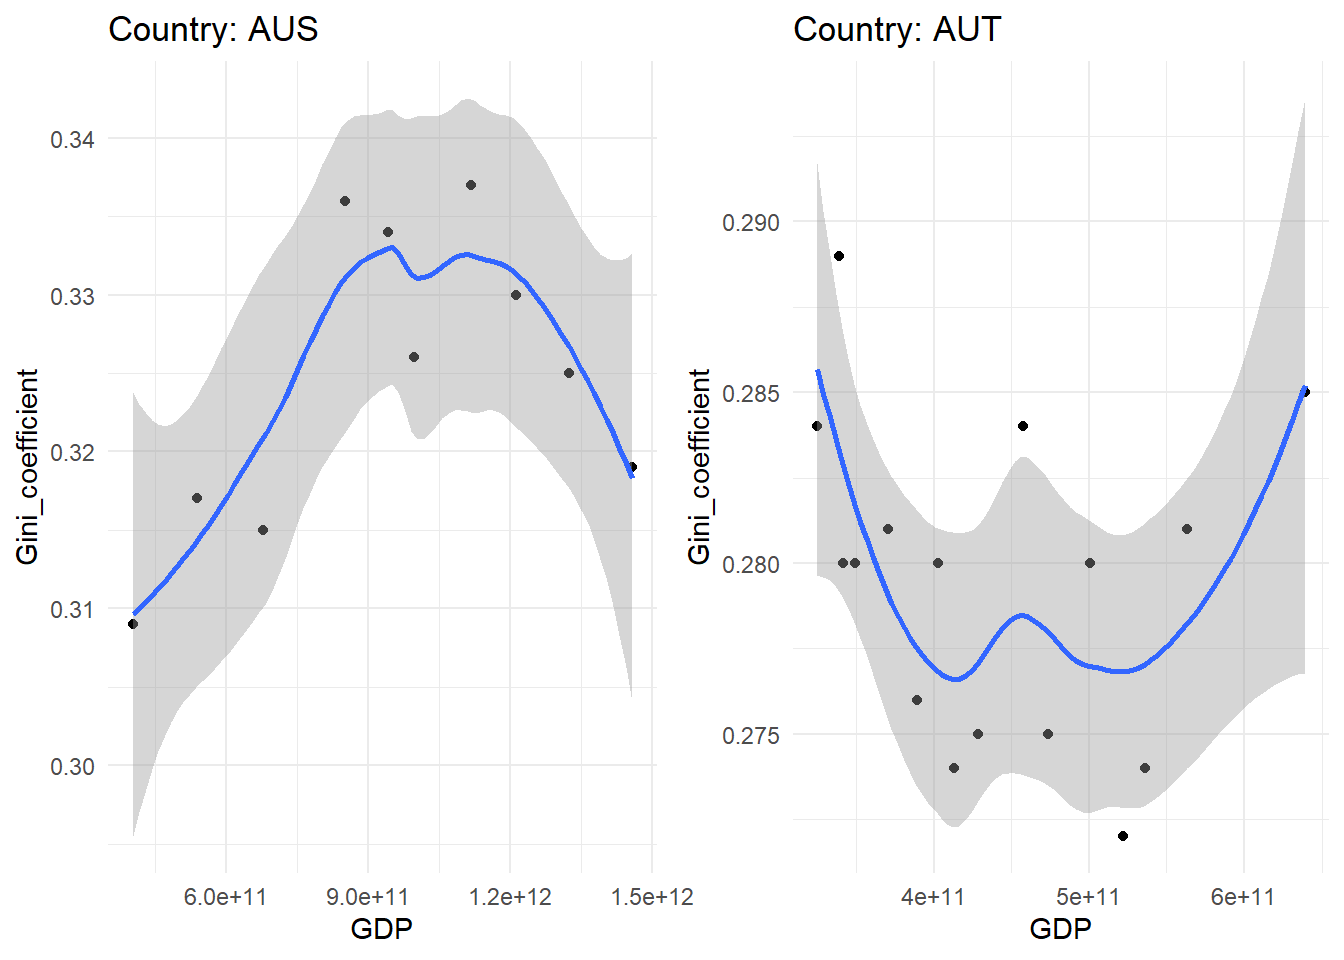 Country: AUS
Gini_coefficient
0.34
0.33
0.32
0.31
0.30
6.0e+11 9.0e+11 1.2e+12 1.5e+12
GDP
Country: AUT
Gini_coefficient
0.290
0.285
0.280
0.275
4e+11 5e+11 6e+11
GDP